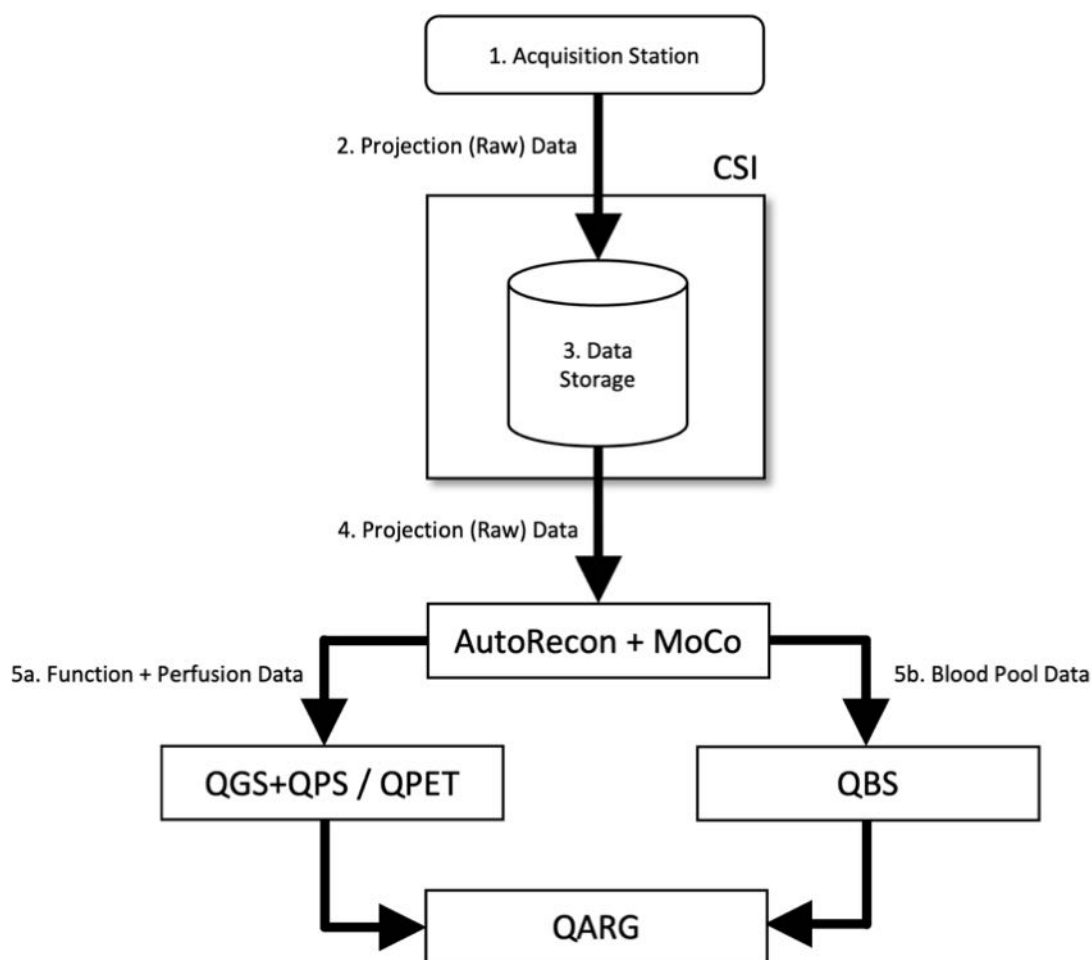 1. Acquisition Station
2. Projection (Raw) Data
CSI
3. Data
Storage
4. Projection (Raw) Data
AutoRecon + MoCo
5a. Function + Perfusion Data
5b. Blood Pool Data
QGS+QPS / QPET
QBS
QARG